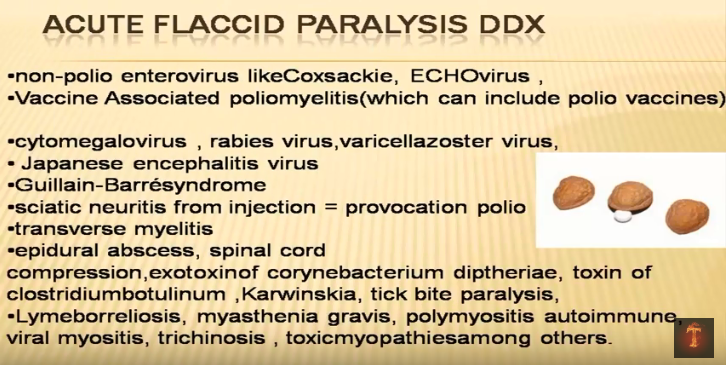 ACUTE FLACCID PARALYSIS DDX
•non-polio enterovirus likeCoxsackie, ECHOvirus ,
•Vaccine Associated poliomyelitis(which can include polio vaccines)
•cytomegalovirus , rabies virus,varicellazoster virus,
• Japanese encephalitis virus
•Guillain-Barrésyndrome
•sciatic neuritis from injection = provocation polio
•transverse myelitis
•epidural abscess, spinal cord
compression,exotoxinof corynebacterium diptheriae, toxin of
clostridiumbotulinum ,Karwinskia, tick bite paralysis,
•Lymeborreliosis, myasthenia gravis, polymyositis autoimmune,
viral myositis, trichinosis , toxicmyopathiesamong others.
T